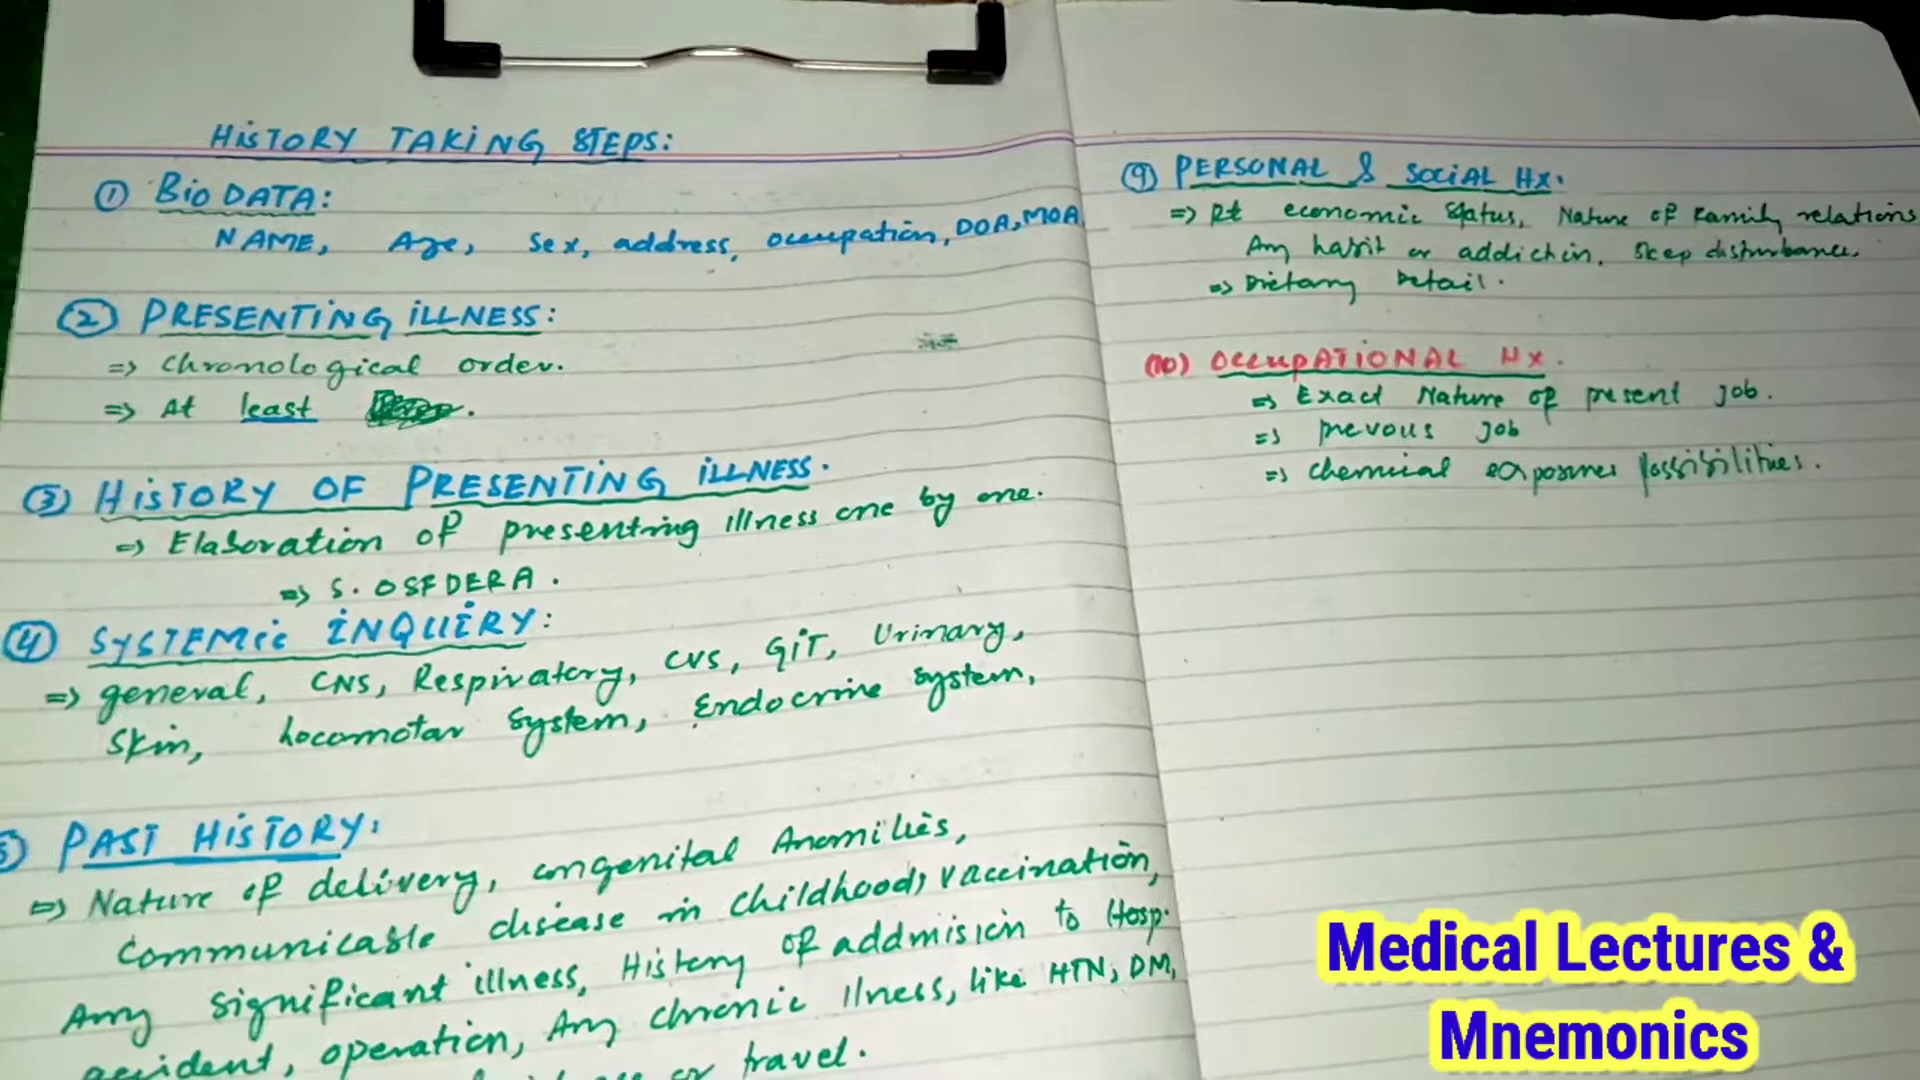 HISTORY TAKING STEPS:
① BIO DATA:
NAME, Age, Sex, address, occupation, DOA, MOA
② PRESENTING ILLNESS:
⇒ Chronological order.
⇒ At least
③ HISTORY OF PRESENTING ILLNESS.
⇒ Elaboration of presenting illness one by one.
⇒ S. OSFDERA.
④ SYSTEMIC INQUIRY:
⇒ general, CNS, Respiratory, CVS, GIT, Urinary,
Skin, Locomotar System, Endocrine system,
5) PAST HISTORY:
⇒ Nature of delivery, congenital Anomilies,
Communicable disease in childhood, vaccination,
Any significant illness, History of addmision to Hosp.
accident, operation, Any chronic ilness, like HTN, DM,
or travel.
⑨ PERSONAL & SOCIAL HX.
⇒ Pt economic status, Nature of Family relations
Any habit or addiction. Sleep disturbance.
⇒ Dietary Detail.
(10) OCCUPATIONAL HX.
⇒ Exact Nature of present job.
⇒ prevous job
⇒ chemical exposures possibilities.
Medical Lectures &
Mnemonics